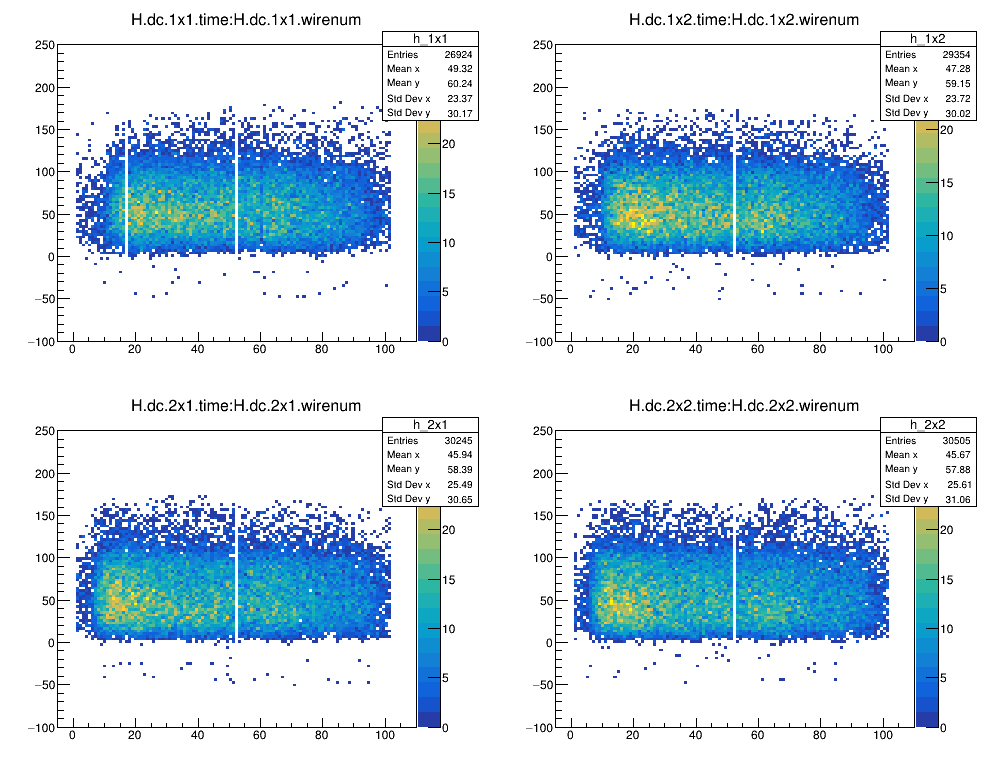 H.dc.1x1.time:H.dc.1x1.wirenum
h_1x1
Entries 26924
Mean x 49.32
Mean y 60.24
Std Dev x 23.37
Std Dev y 30.17
250
200
150
100
50
0
−50
−100
0 20 40 60 80 100
20
15
10
5
0
H.dc.1x2.time:H.dc.1x2.wirenum
h_1x2
Entries 29354
Mean x 47.28
Mean y 59.15
Std Dev x 23.72
Std Dev y 30.02
250
200
150
100
50
0
−50
−100
0 20 40 60 80 100
20
15
10
5
0
H.dc.2x1.time:H.dc.2x1.wirenum
h_2x1
Entries 30245
Mean x 45.94
Mean y 58.39
Std Dev x 25.49
Std Dev y 30.65
250
200
150
100
50
0
−50
−100
0 20 40 60 80 100
20
15
10
5
0
H.dc.2x2.time:H.dc.2x2.wirenum
h_2x2
Entries 30505
Mean x 45.67
Mean y 57.88
Std Dev x 25.61
Std Dev y 31.06
250
200
150
100
50
0
−50
−100
0 20 40 60 80 100
20
15
10
5
0